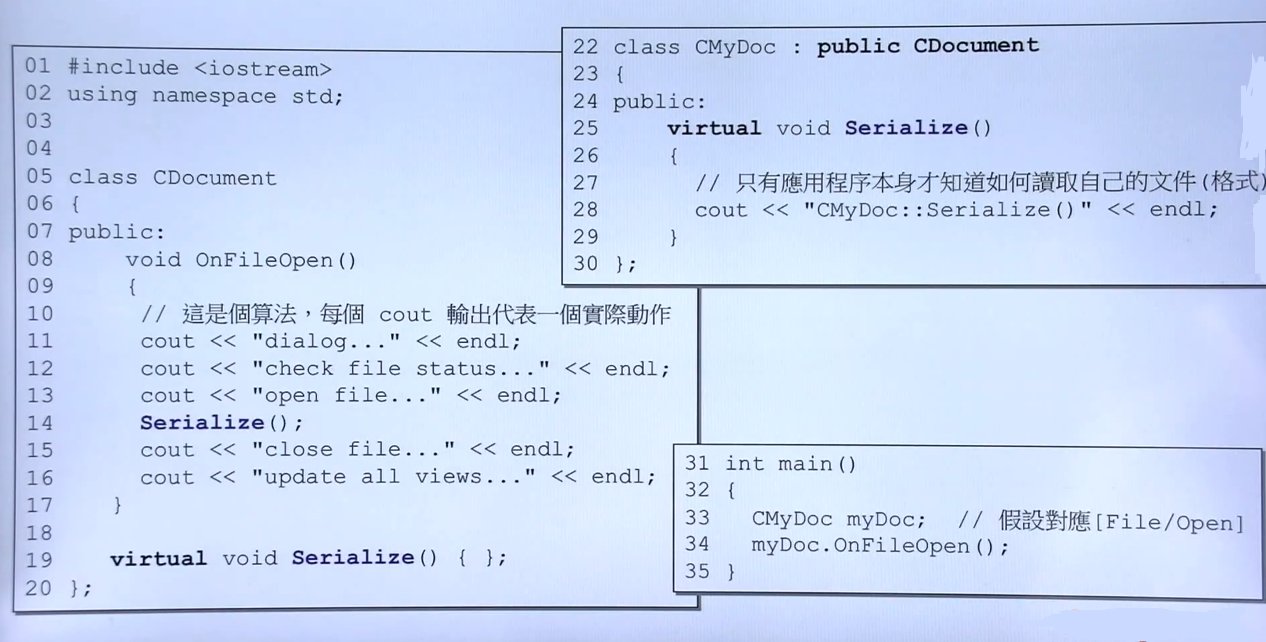 01 #include <iostream>
02 using namespace std;
03
04
05 class CDocument
06 {
07 public:
08     void OnFileOpen()
09     {
10      // 這是個算法，每個 cout 輸出代表一個實際動作
11      cout << "dialog..." << endl;
12      cout << "check file status..." << endl;
13      cout << "open file..." << endl;
14      Serialize();
15      cout << "close file..." << endl;
16      cout << "update all views..." << endl;
17    }
18
19    virtual void Serialize() { };
20 };
22 class CMyDoc : public CDocument
23 {
24 public:
25     virtual void Serialize()
26     {
27       // 只有應用程序本身才知道如何讀取自己的文件(格式)
28       cout << "CMyDoc::Serialize()" << endl;
29     }
30 };
31 int main()
32 {
33   CMyDoc myDoc;  // 假設對應[File/Open]
34   myDoc.OnFileOpen();
35 }